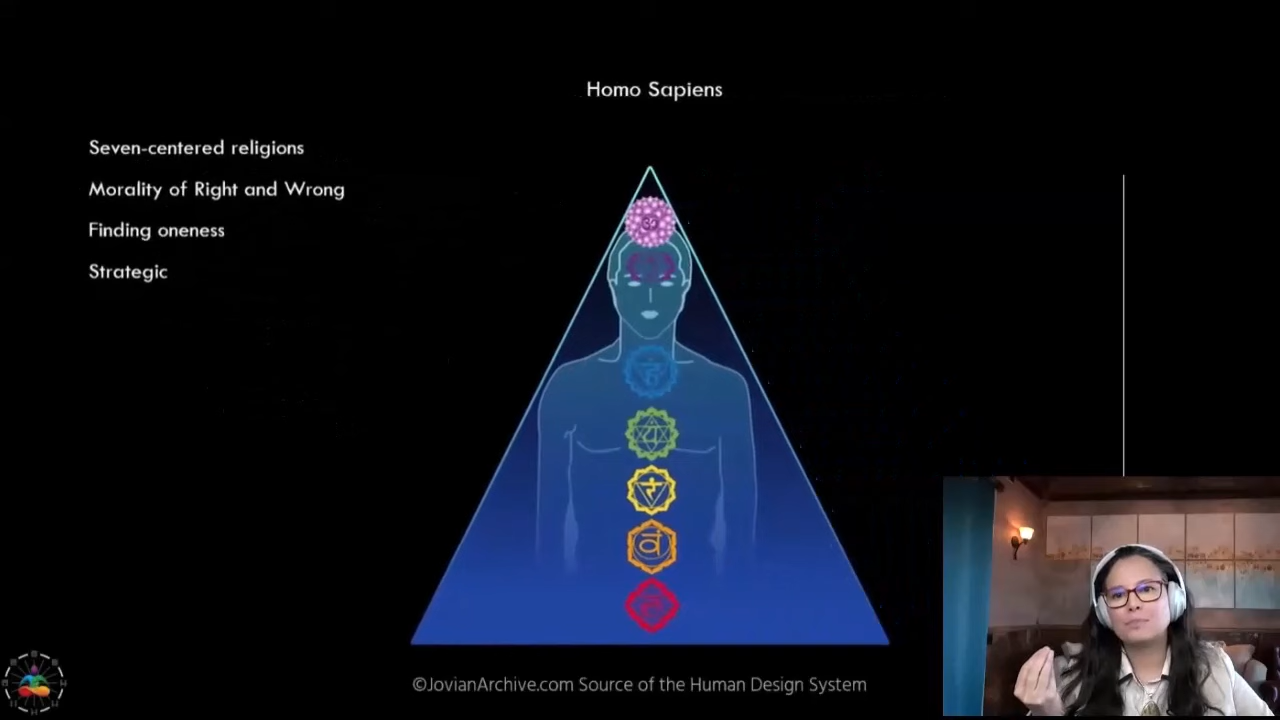 Homo Sapiens
Seven-centered religions
Morality of Right and Wrong
Finding oneness
Strategic
ॐ
हं
यं
रं
वं
©JovianArchive.com Source of the Human Design System